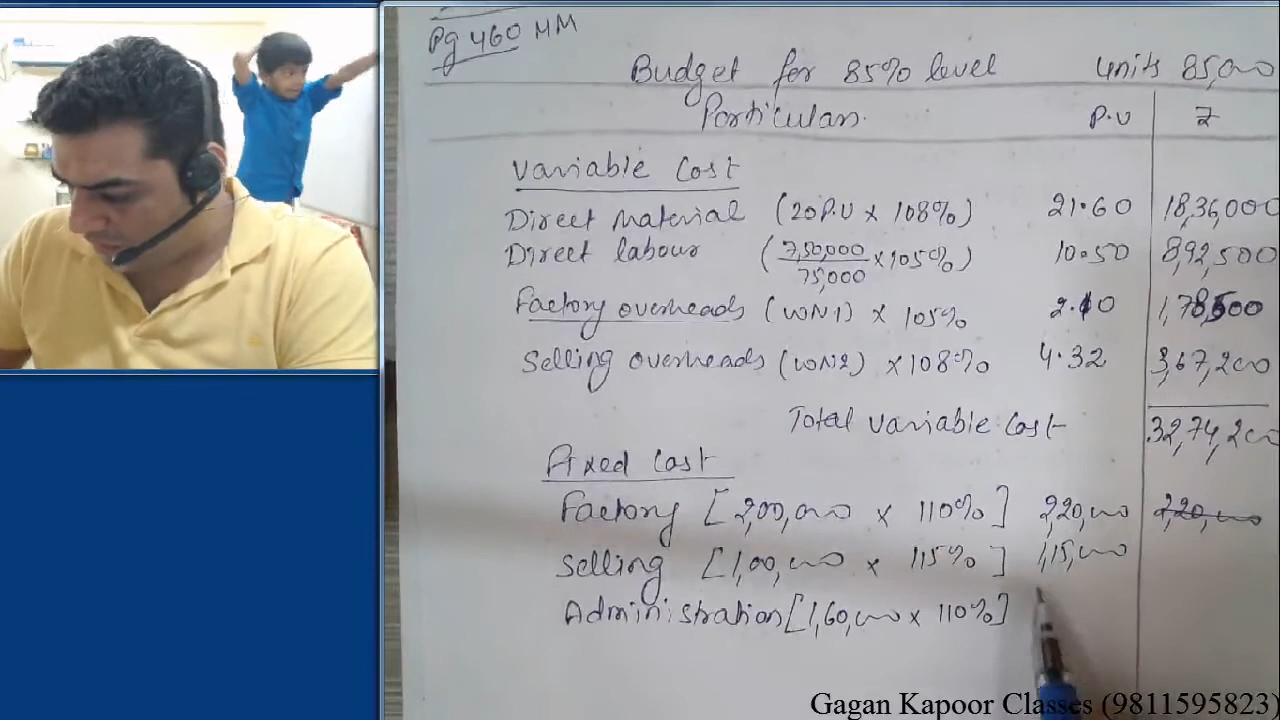 Pg 460 MM
Budget for 85% level Units 85,000
Particulars. P.U ₹
Variable Cost
Direct Material (20 P.U x 108%) 21.60 18,36,000
Direct labour (7,50,000/75,000 x 105%) 10.50 8,92,500
Factory overheads (WN1) x 105% 2.10 1,78,500
Selling overheads (WN2) x 108% 4.32 3,67,200
Total Variable Cost 32,74,200
Fixed Cost
Factory [2,00,000 x 110%] 2,20,000 2,20,000
Selling [1,00,000 x 115%] 1,15,000
Administration [1,60,000 x 110%]
Gagan Kapoor Classes (9811595823)